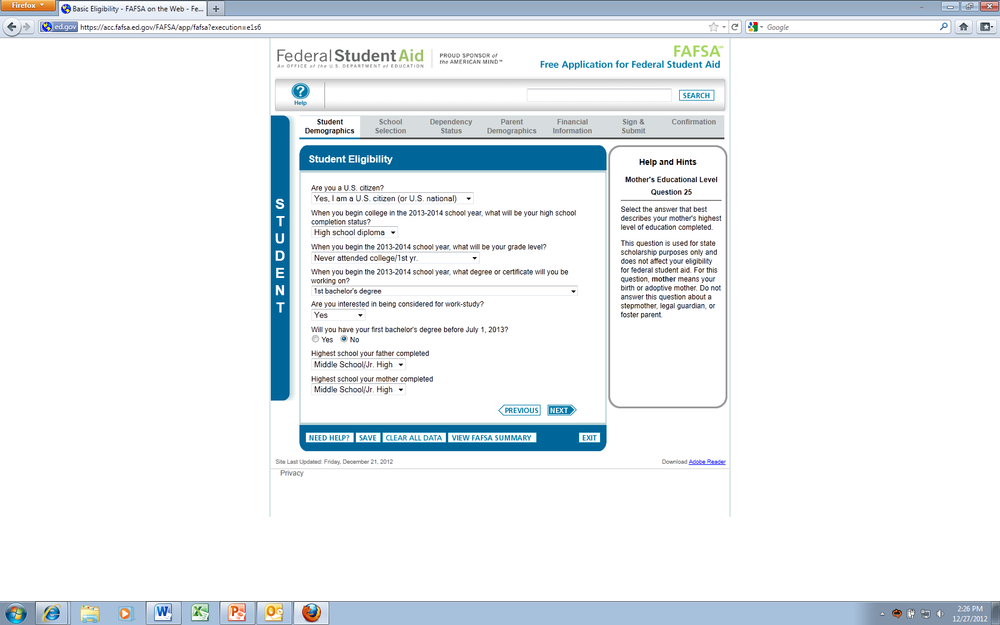 Firefox
Basic Eligibility - FAFSA on the Web - Fe...
ed.gov https://acc.fafsa.ed.gov/FAFSA/app/fafsa?execution=e1s6
Google
Federal Student Aid
An OFFICE of the U.S. DEPARTMENT of EDUCATION
PROUD SPONSOR of
the AMERICAN MIND™
FAFSA℠
Free Application for Federal Student Aid
Help
SEARCH
Student
Demographics
School
Selection
Dependency
Status
Parent
Demographics
Financial
Information
Sign &
Submit
Confirmation
STUDENT
Student Eligibility
Are you a U.S. citizen?
Yes, I am a U.S. citizen (or U.S. national)
When you begin college in the 2013-2014 school year, what will be your high school
completion status?
High school diploma
When you begin the 2013-2014 school year, what will be your grade level?
Never attended college/1st yr.
When you begin the 2013-2014 school year, what degree or certificate will you be
working on?
1st bachelor's degree
Are you interested in being considered for work-study?
Yes
Will you have your first bachelor's degree before July 1, 2013?
Yes No
Highest school your father completed
Middle School/Jr. High
Highest school your mother completed
Middle School/Jr. High
PREVIOUS NEXT
NEED HELP? SAVE CLEAR ALL DATA VIEW FAFSA SUMMARY EXIT
Help and Hints
Mother's Educational Level
Question 25
Select the answer that best
describes your mother's highest
level of education completed.
This question is used for state
scholarship purposes only and
does not affect your eligibility
for federal student aid. For this
question, mother means your
birth or adoptive mother. Do not
answer this question about a
stepmother, legal guardian, or
foster parent.
Site Last Updated: Friday, December 21, 2012
Download Adobe Reader
Privacy
2:26 PM
12/27/2012